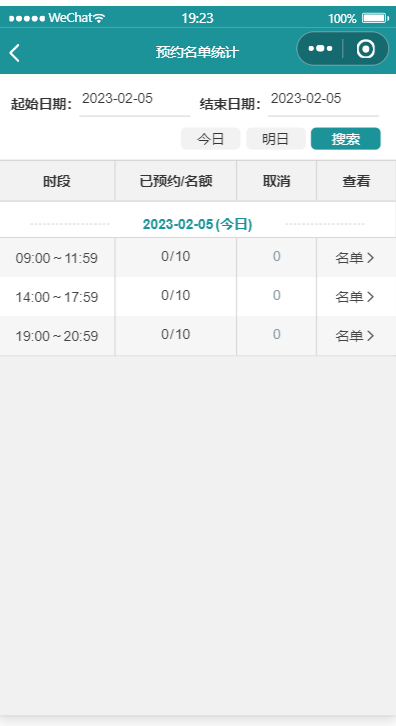 WeChat 19:23 100%
预约名单统计
起始日期: 2023-02-05 结束日期: 2023-02-05
今日 明日 搜索
时段 已预约/名额 取消 查看
2023-02-05 (今日)
09:00 ~ 11:59 0/10 0 名单
14:00 ~ 17:59 0/10 0 名单
19:00 ~ 20:59 0/10 0 名单